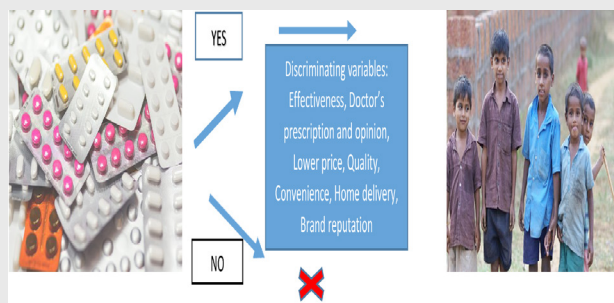 YES
Discriminating variables:
Effectiveness, Doctor's
prescription and opinion,
Lower price, Quality,
Convenience, Home delivery,
Brand reputation
NO